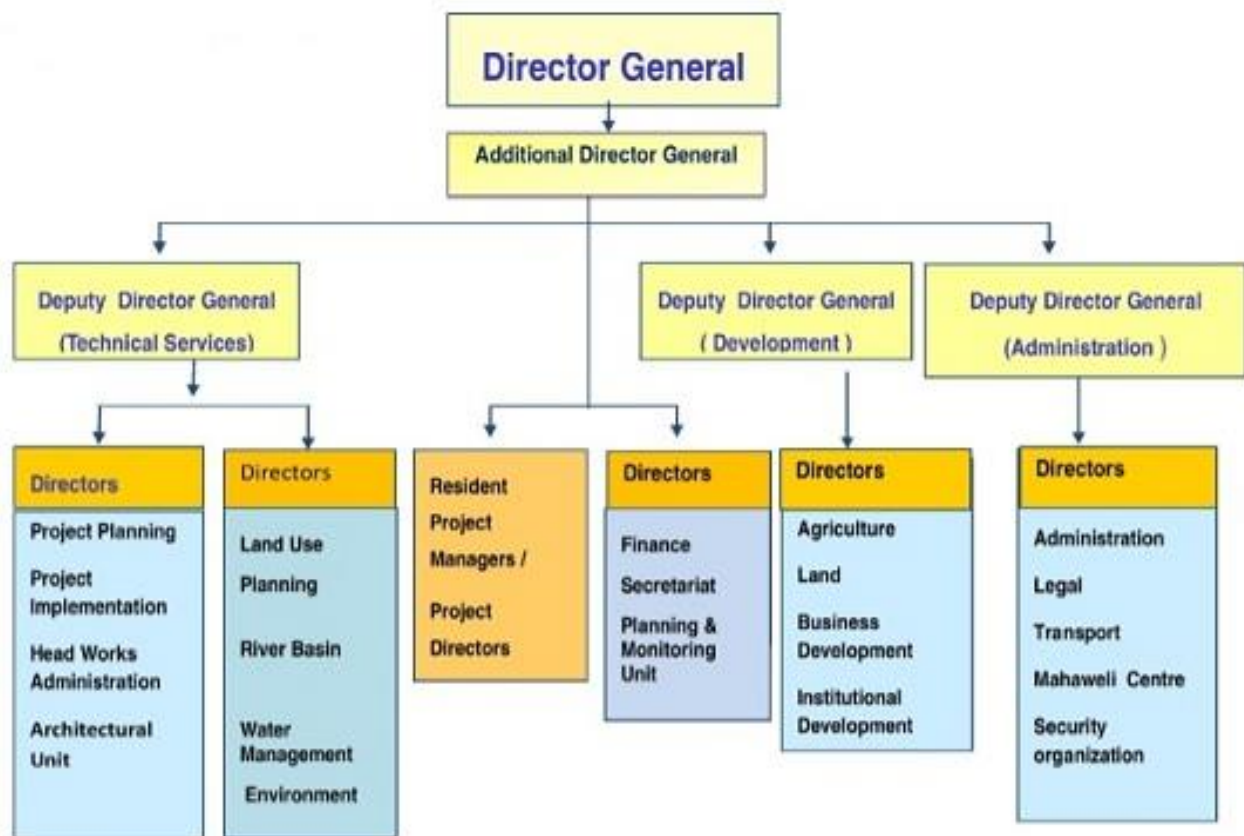 Director General
Additional Director General
Deputy Director General
(Technical Services)
Deputy Director General
( Development )
Deputy Director General
(Administration )
Directors
Project Planning
Project
Implementation
Head Works
Administration
Architectural
Unit
Directors
Land Use
Planning
River Basin
Water
Management
Environment
Resident
Project
Managers /
Project
Directors
Directors
Finance
Secretariat
Planning &
Monitoring
Unit
Directors
Agriculture
Land
Business
Development
Institutional
Development
Directors
Administration
Legal
Transport
Mahaweli Centre
Security
organization